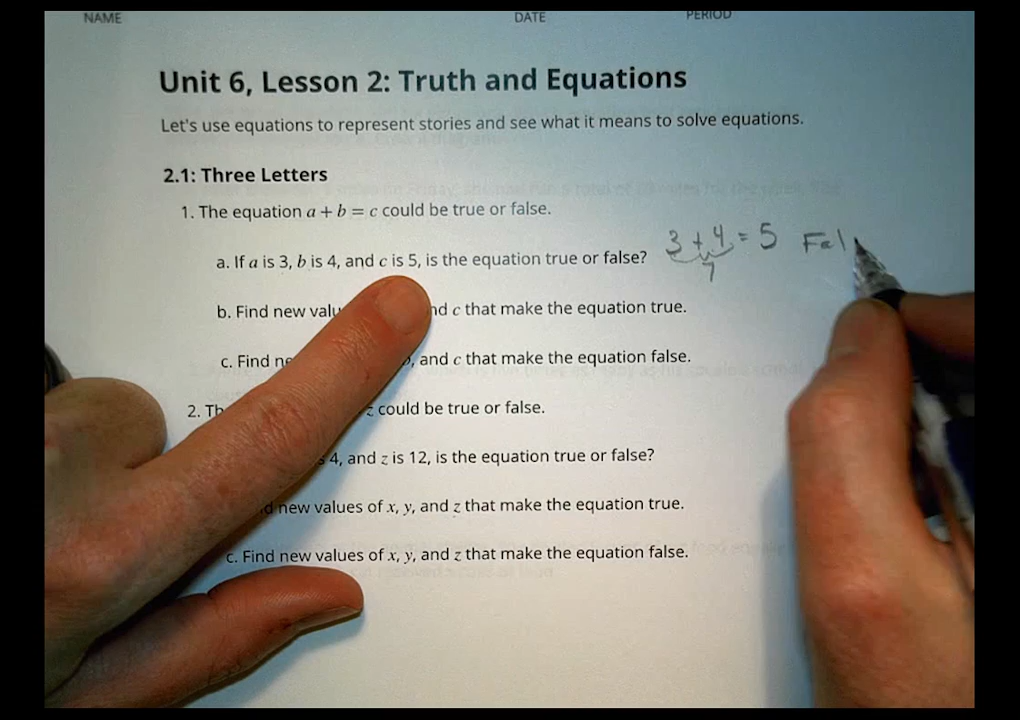 NAME DATE PERIOD
Unit 6, Lesson 2: Truth and Equations
Let's use equations to represent stories and see what it means to solve equations.
2.1: Three Letters
1. The equation a + b = c could be true or false.
a. If a is 3, b is 4, and c is 5, is the equation true or false? 3 + 4 = 5 Fal
7
b. Find new c that make the equation true.
c. Find and c that make the equation false.
2. z could be true or false.
4, and z is 12, is the equation true or false?
new values of x, y, and z that make the equation true.
c. Find new values of x, y, and z that make the equation false.